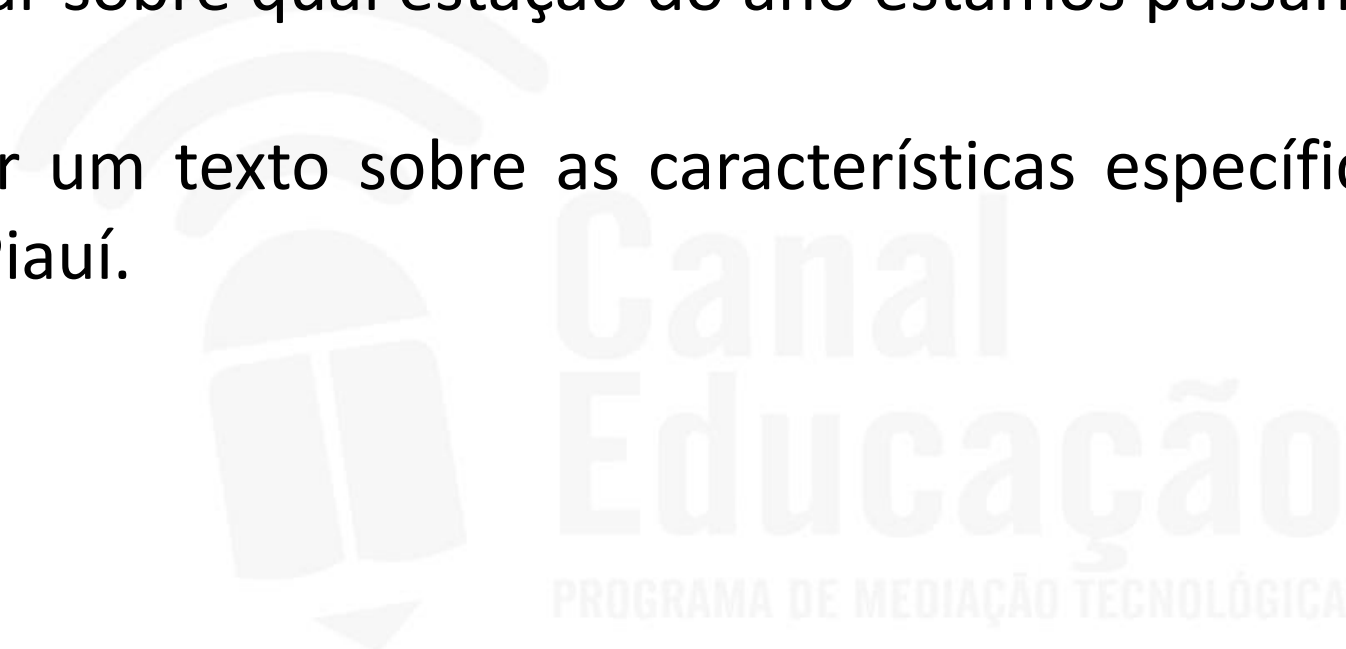 ar sobre qual estação do ano estamos passan
r um texto sobre as características específic
Piauí.
Canal
Educação
PROGRAMA DE MEDIAÇÃO TECNOLÓGICA